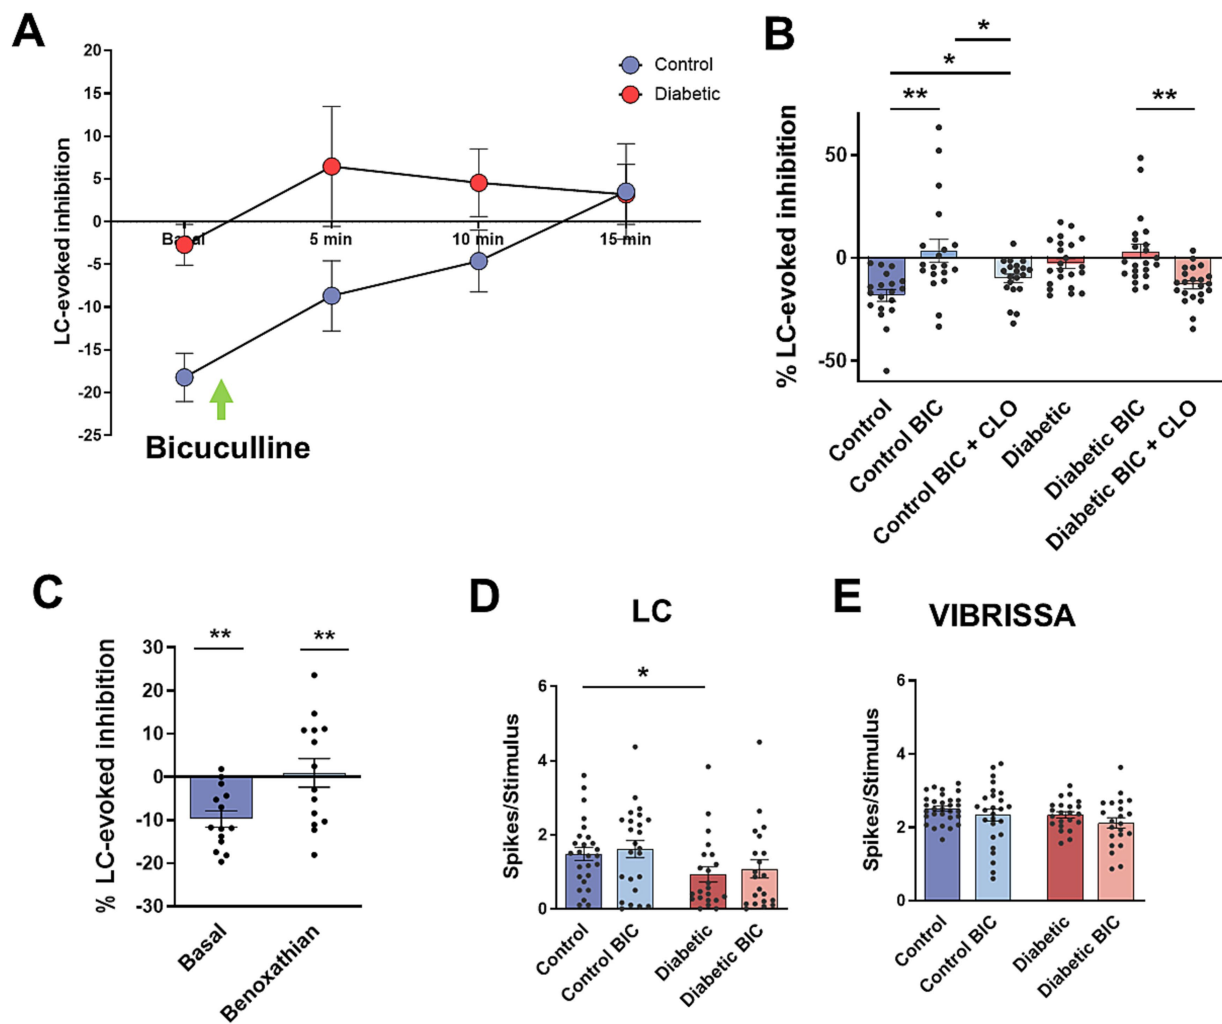 A
20
15
10
5
0
-5
-10
-15
-20
-25
LC-evoked inhibition
Basal
5 min
10 min
15 min
Control
Diabetic
Bicuculline
B
*
*
**
**
50
0
-50
% LC-evoked inhibition
Control
Control BIC
Control BIC + CLO
Diabetic
Diabetic BIC
Diabetic BIC + CLO
C
**
**
30
20
10
0
-10
-20
-30
% LC-evoked inhibition
Basal
Benoxathian
D
LC
*
6
4
2
0
Spikes/Stimulus
Control
Control BIC
Diabetic
Diabetic BIC
E
VIBRISSA
6
4
2
0
Spikes/Stimulus
Control
Control BIC
Diabetic
Diabetic BIC